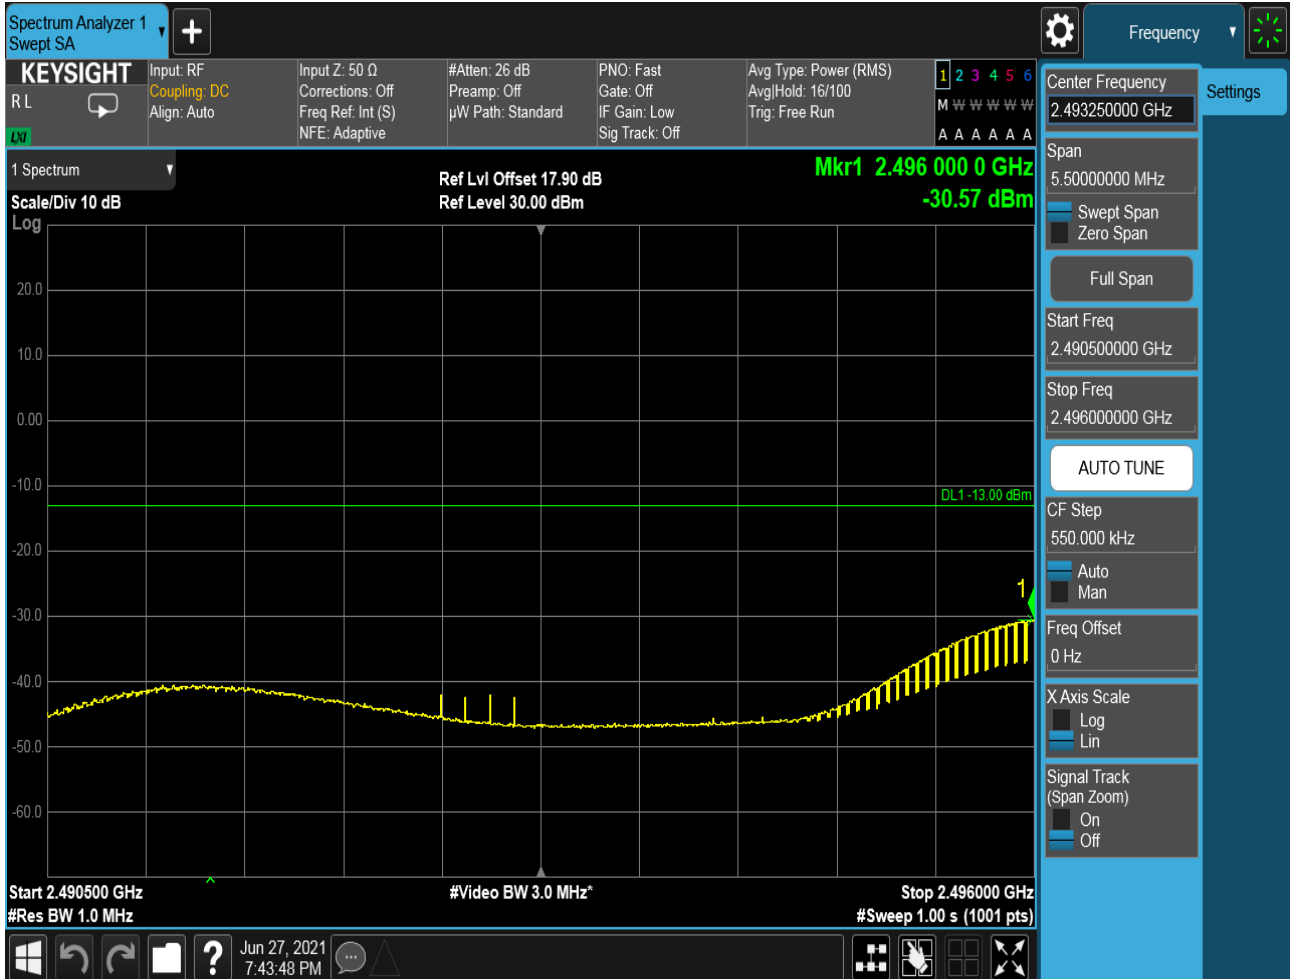 Spectrum Analyzer 1
Swept SA
Frequency
KEYSIGHT
R L
LXI
Input: RF
Coupling: DC
Align: Auto
Input Z: 50 Ω
Corrections: Off
Freq Ref: Int (S)
NFE: Adaptive
#Atten: 26 dB
Preamp: Off
µW Path: Standard
PNO: Fast
Gate: Off
IF Gain: Low
Sig Track: Off
Avg Type: Power (RMS)
Avg|Hold: 16/100
Trig: Free Run
1 2 3 4 5 6
M W W W W W
A A A A A A
1 Spectrum
Scale/Div 10 dB
Log
Ref Lvl Offset 17.90 dB
Ref Level 30.00 dBm
Mkr1 2.496 000 0 GHz
-30.57 dBm
20.0
10.0
0.00
-10.0
DL1 -13.00 dBm
-20.0
1
-30.0
-40.0
-50.0
-60.0
Start 2.490500 GHz
#Video BW 3.0 MHz*
Stop 2.496000 GHz
#Res BW 1.0 MHz
#Sweep 1.00 s (1001 pts)
Jun 27, 2021
7:43:48 PM
Center Frequency
2.493250000 GHz
Settings
Span
5.50000000 MHz
Swept Span
Zero Span
Full Span
Start Freq
2.490500000 GHz
Stop Freq
2.496000000 GHz
AUTO TUNE
CF Step
550.000 kHz
Auto
Man
Freq Offset
0 Hz
X Axis Scale
Log
Lin
Signal Track
(Span Zoom)
On
Off